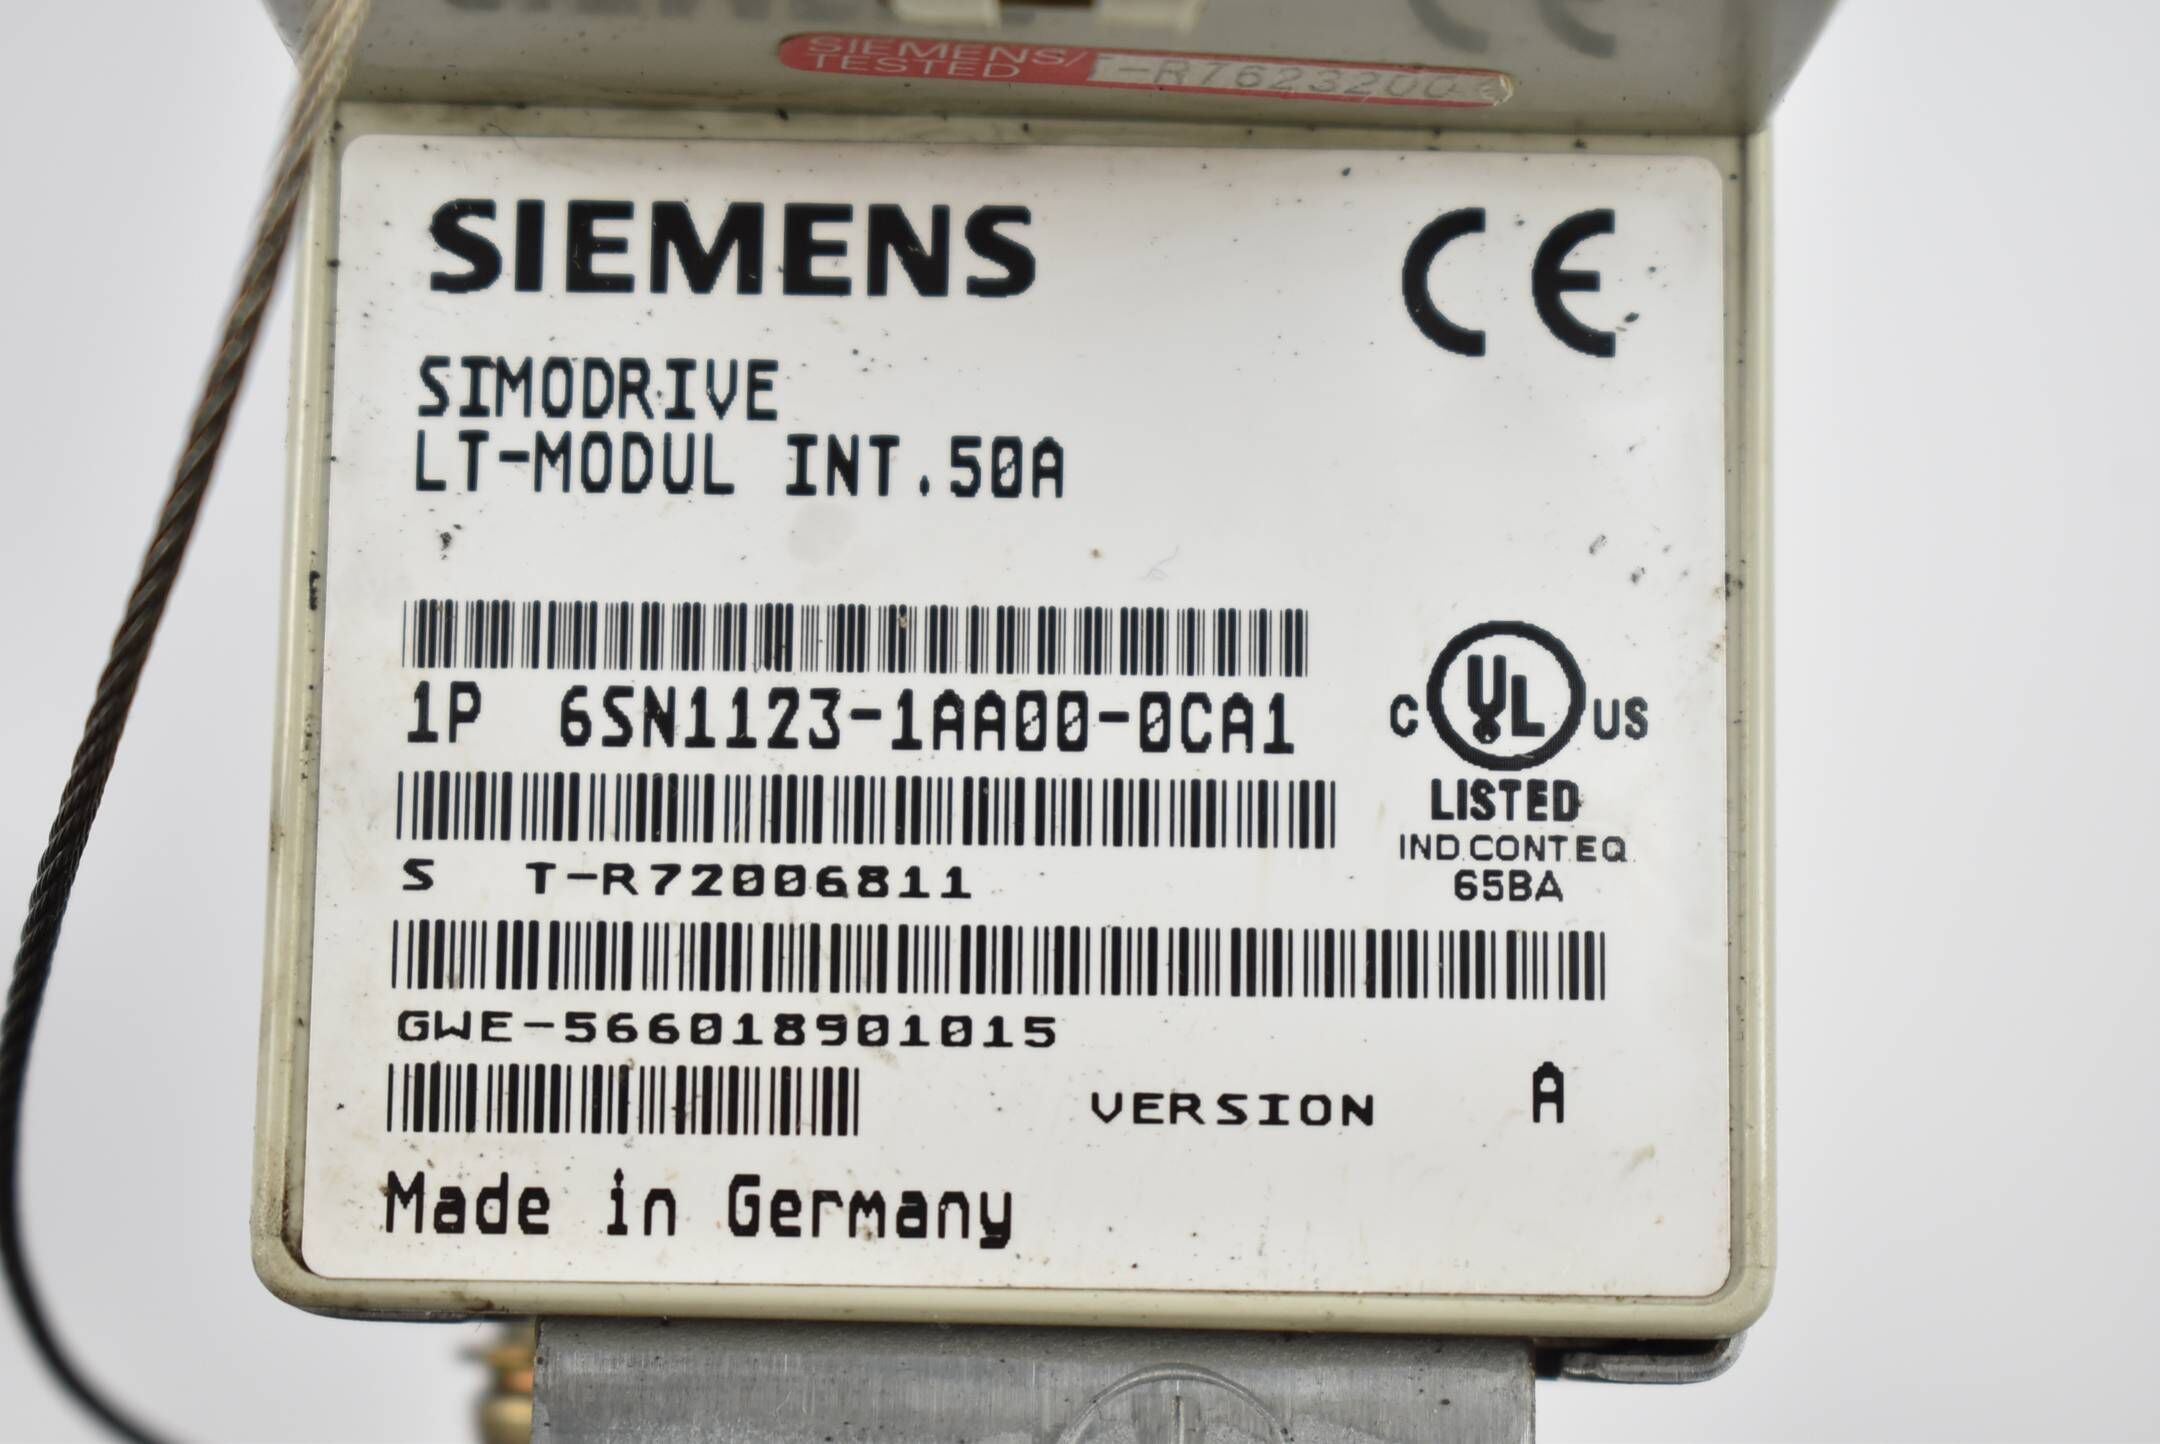 SIEMENS/
TESTED
SIEMENS
CE
SIMODRIVE
LT-MODUL INT.50A
1P 6SN1123-1AA00-0CA1
C UL US
LISTED
IND.CONT.EQ.
65BA
S T-R72006811
GWE-566018901015
VERSION A
Made in Germany